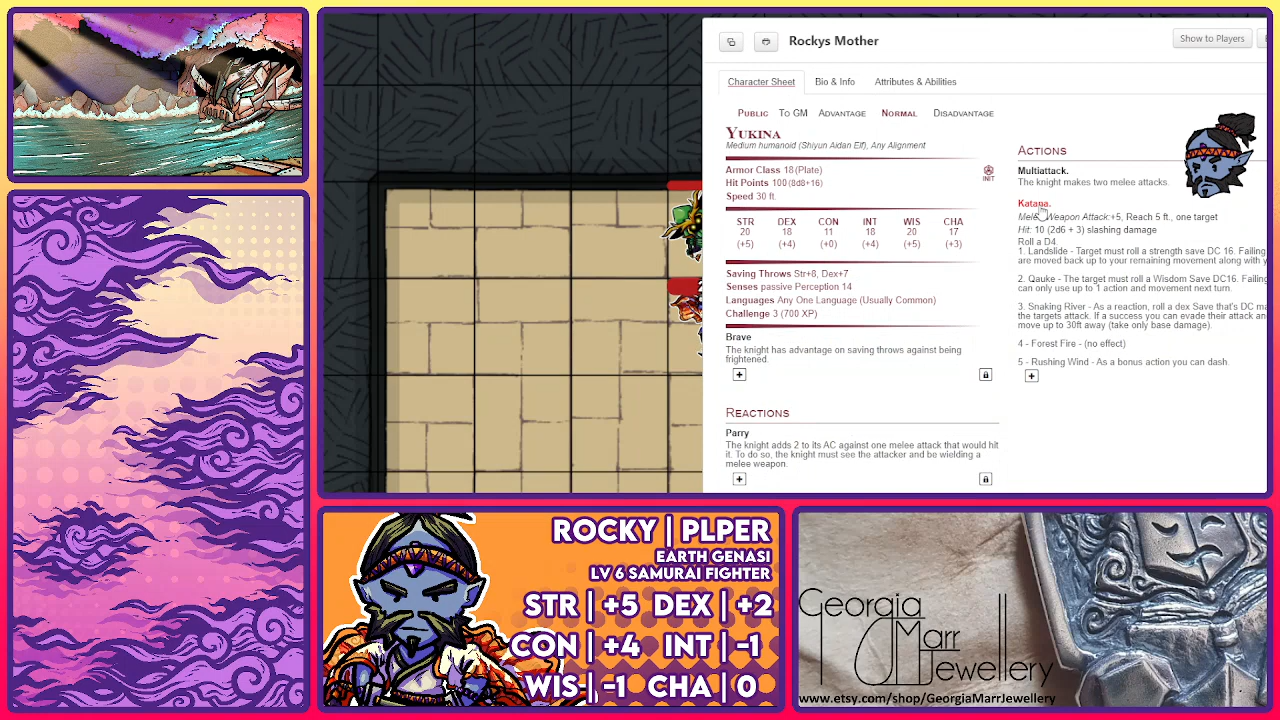 Rockys Mother
Show to Players
Character Sheet
Bio & Info
Attributes & Abilities
PUBLIC TO GM ADVANTAGE NORMAL DISADVANTAGE
YUKINA
Medium humanoid (Shiyun Aidan Elf), Any Alignment
Armor Class 18 (Plate)
Hit Points 100 (8d8+16)
Speed 30 ft.
INIT
STR DEX CON INT WIS CHA
20 18 11 18 20 17
(+5) (+4) (+0) (+4) (+5) (+3)
Saving Throws Str+8, Dex+7
Senses passive Perception 14
Languages Any One Language (Usually Common)
Challenge 3 (700 XP)
Brave
The knight has advantage on saving throws against being
frightened.
REACTIONS
Parry
The knight adds 2 to its AC against one melee attack that would hit
it. To do so, the knight must see the attacker and be wielding a
melee weapon.
ACTIONS
Multiattack.
The knight makes two melee attacks.
Katana.
Weapon Attack:+5, Reach 5 ft., one target
Hit: 10 (2d6 + 3) slashing damage
Roll a D4.
1. Landslide - Target must roll a strength save DC 16. Failing
are moved back up to your remaining movement along with
2. Qauke - The target must roll a Wisdom Save DC16. Failing
can only use up to 1 action and movement next turn.
3. Snaking River - As a reaction, roll a dex Save that's DC
the targets attack. If a success you can evade their attack
move up to 30ft away (take only base damage).
4 - Forest Fire - (no effect)
5 - Rushing Wind - As a bonus action you can dash.
ROCKY | PLPER
EARTH GENASI
LV 6 SAMURAI FIGHTER
STR | +5 DEX | +2
CON | +4 INT | -1
WIS | -1 CHA | 0
Georgia
Marr
Jewellery
www.etsy.com/shop/GeorgiaMarrJewellery